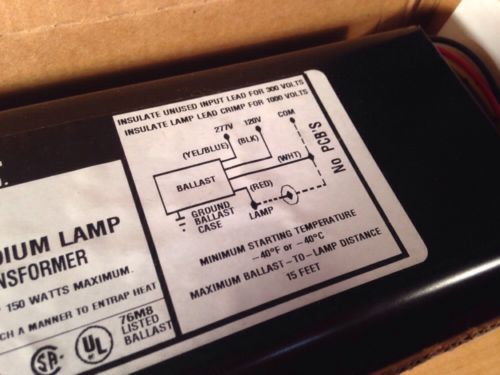 INSULATE UNUSED INPUT LEAD FOR 300 VOLTS
INSULATE LAMP LEAD CRIMP FOR 1000 VOLTS
277V 120V COM
(YEL/BLUE) (BLK)
BALLAST
(WHT)
(RED)
GROUND
BALLAST
CASE
LAMP
No PCB'S
MINIMUM STARTING TEMPERATURE
-40°F or -40°C
MAXIMUM BALLAST-TO-LAMP DISTANCE
15 FEET
DIUM LAMP
NSFORMER
150 WATTS MAXIMUM.
CH A MANNER TO ENTRAP HEAT
SA
UL
76M8
LISTED
BALLAST